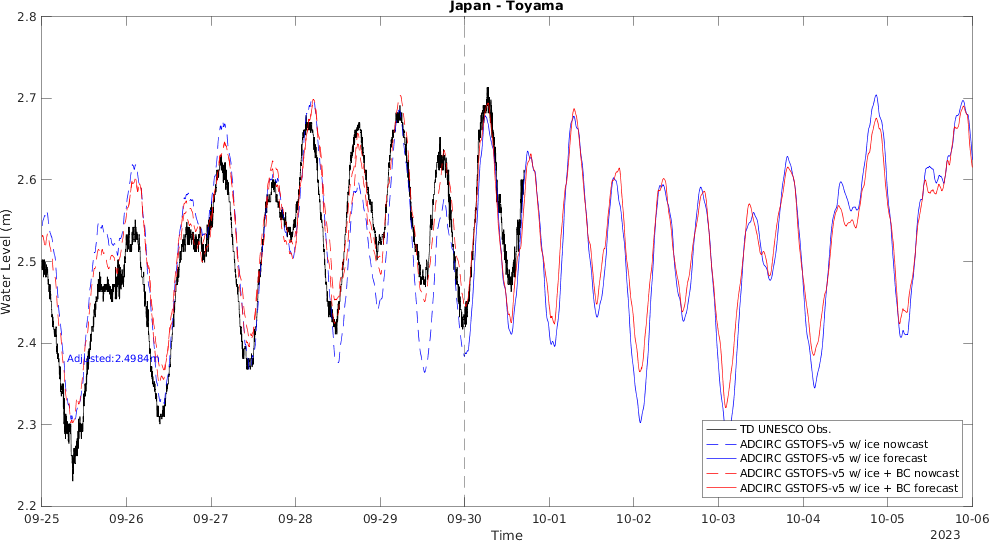 Japan - Toyama
2.8
2.7
2.6
2.5
2.4
2.3
2.2
Water Level (m)
Adjusted:2.4984m
TD UNESCO Obs.
ADCIRC GSTOFS-v5 w/ ice nowcast
ADCIRC GSTOFS-v5 w/ ice forecast
ADCIRC GSTOFS-v5 w/ ice + BC nowcast
ADCIRC GSTOFS-v5 w/ ice + BC forecast
09-25 09-26 09-27 09-28 09-29 09-30 10-01 10-02 10-03 10-04 10-05 10-06
Time
2023